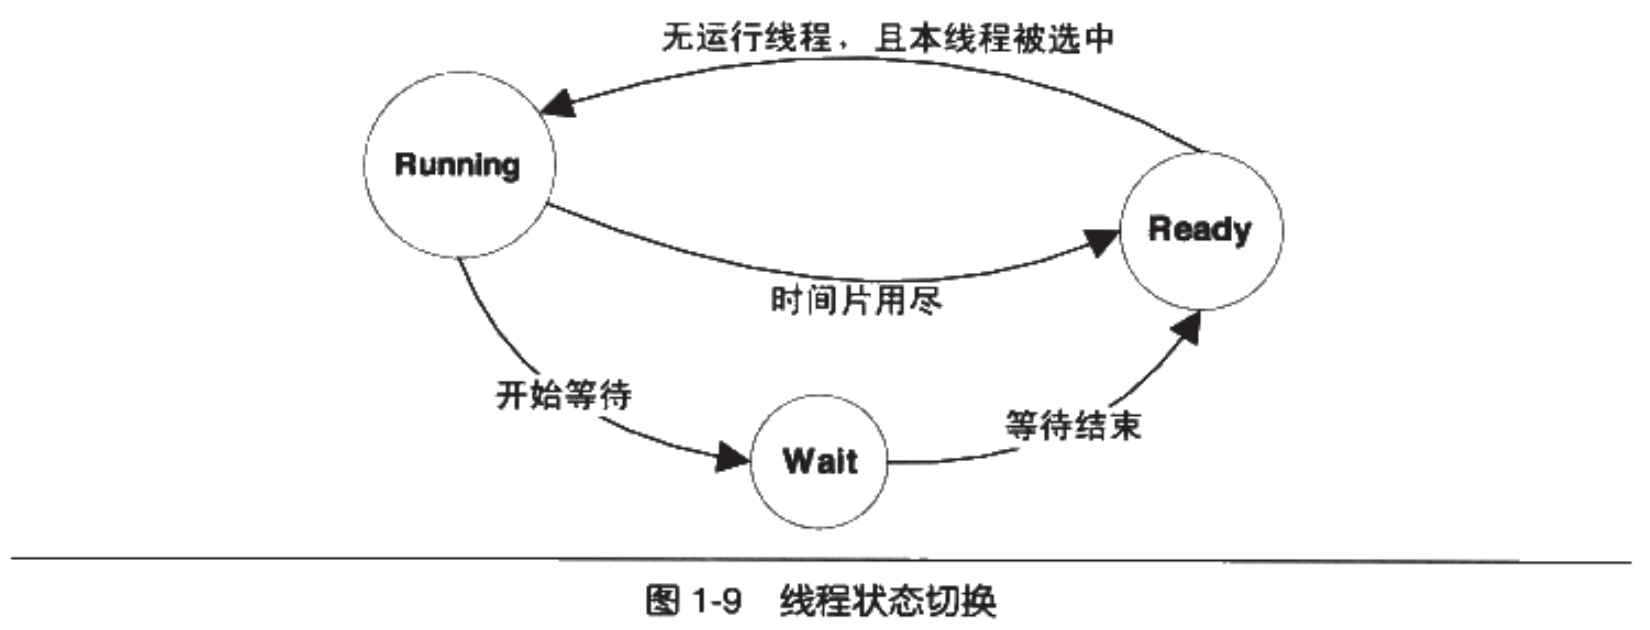 无运行线程，且本线程被选中
Running
Ready
时间片用尽
开始等待
等待结束
Wait
图 1-9 线程状态切换